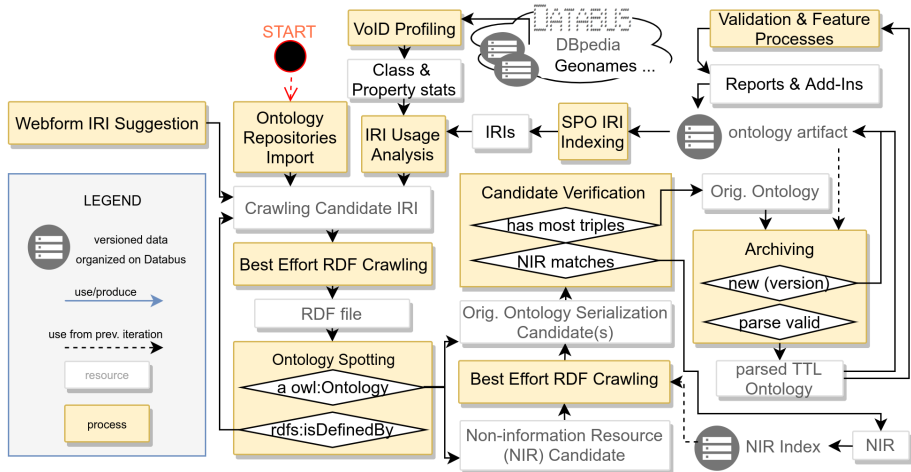 START
VoID Profiling
DATABUS
DBpedia
Geonames ...
Validation & Feature
Processes
Class &
Property stats
Reports & Add-Ins
Webform IRI Suggestion
Ontology
Repositories
Import
IRI Usage
Analysis
IRIs
SPO IRI
Indexing
ontology artifact
LEGEND
versioned data
organized on Databus
use/produce
use from prev. iteration
resource
process
Crawling Candidate IRI
Best Effort RDF Crawling
RDF file
Ontology Spotting
a owl:Ontology
rdfs:isDefinedBy
Candidate Verification
has most triples
NIR matches
Orig. Ontology Serialization
Candidate(s)
Best Effort RDF Crawling
Non-information Resource
(NIR) Candidate
Orig. Ontology
Archiving
new (version)
parse valid
parsed TTL
Ontology
NIR Index
NIR